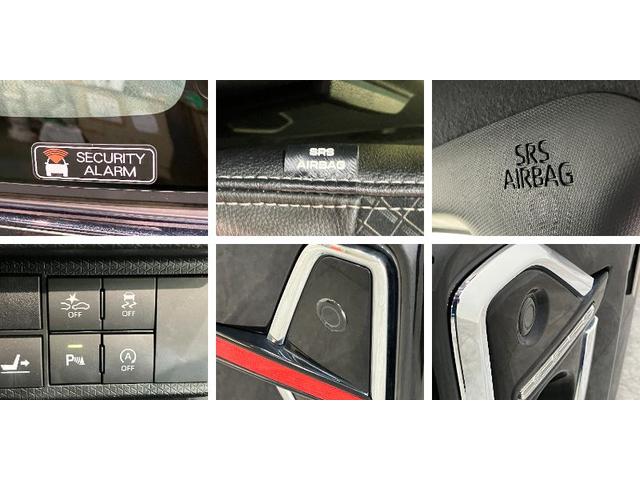 SECURITY
ALARM
SRS
AIRBAG
SRS
AIRBAG
OFF
OFF
P
A
OFF